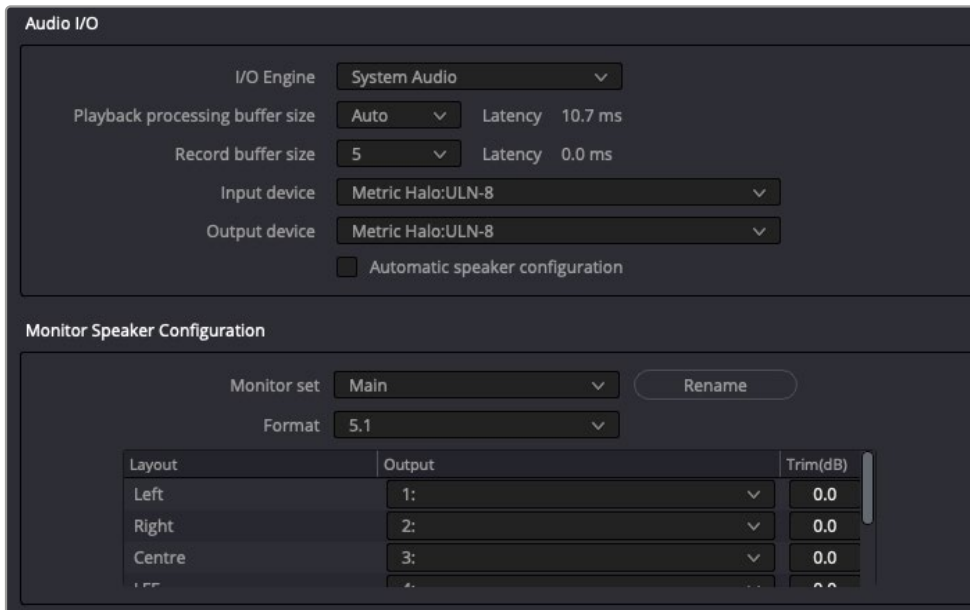 Audio I/O
I/O Engine System Audio
Playback processing buffer size Auto Latency 10.7 ms
Record buffer size 5 Latency 0.0 ms
Input device Metric Halo:ULN-8
Output device Metric Halo:ULN-8
Automatic speaker configuration
Monitor Speaker Configuration
Monitor set Main Rename
Format 5.1
Layout Output Trim(dB)
Left 1: 0.0
Right 2: 0.0
Centre 3: 0.0